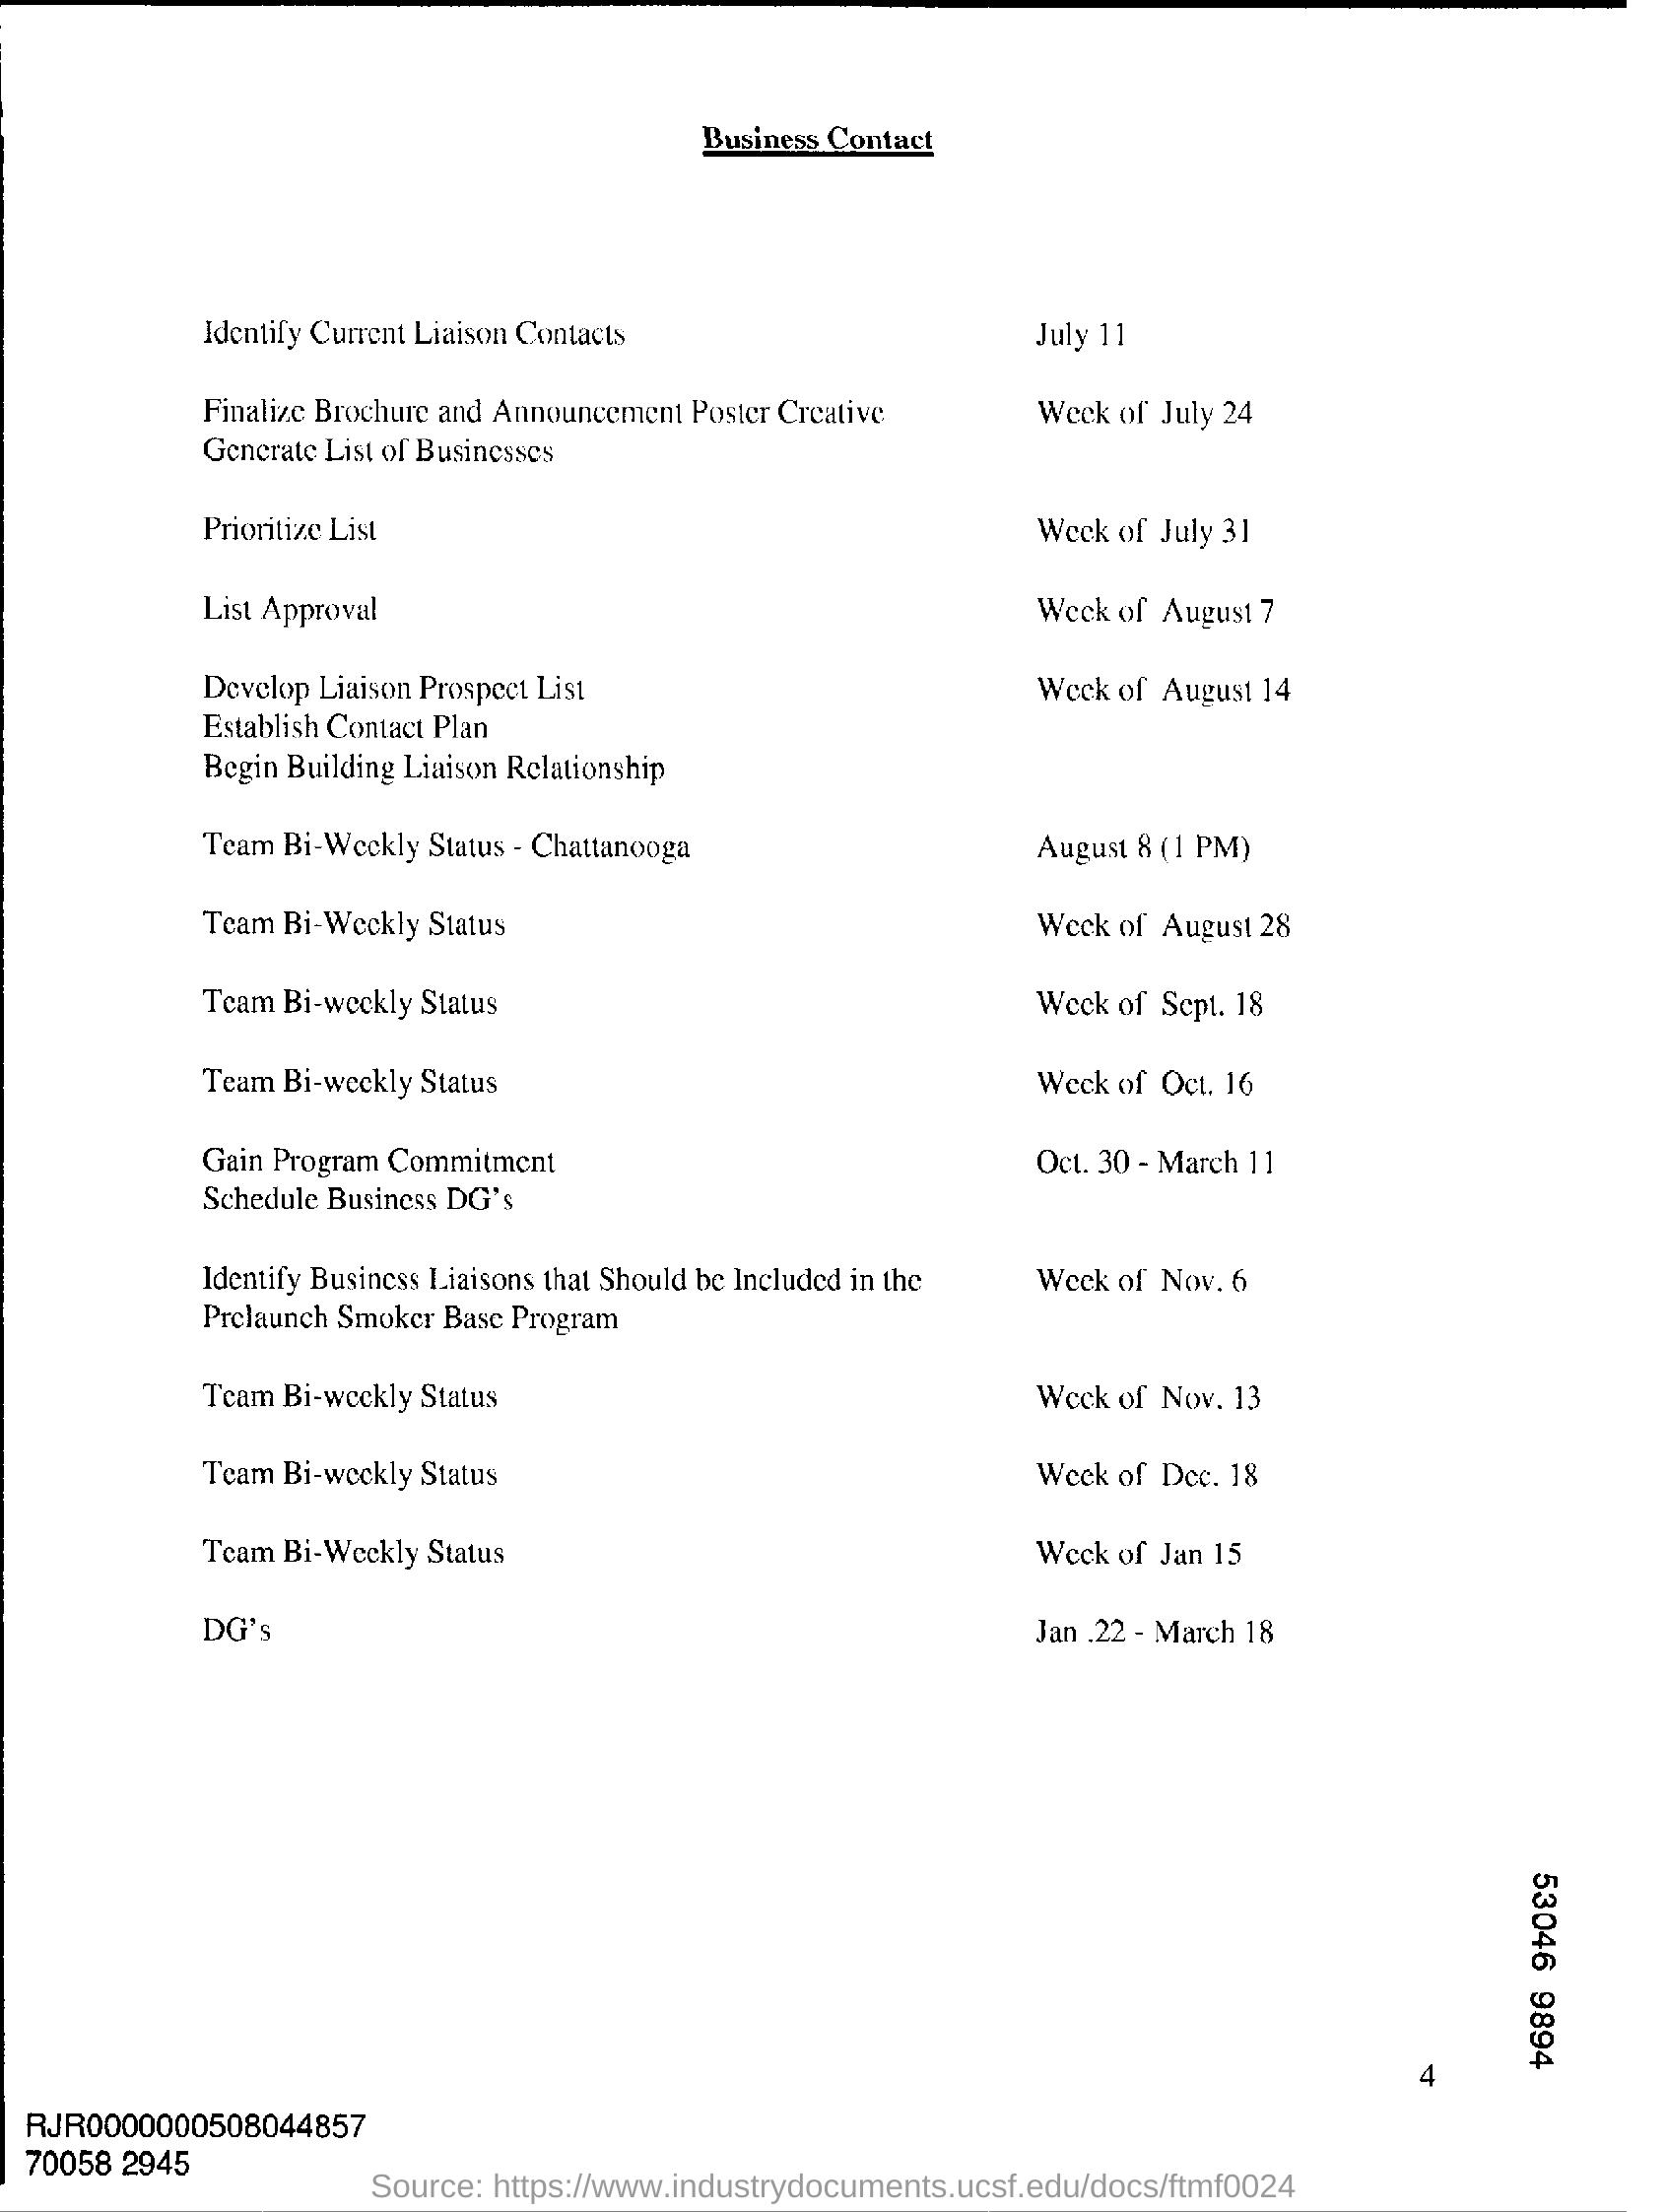 Business Contact
Identify Current Liaison Contacts July 11
Finalize Brochure and Announcement Poster Creative Week of July 24
Generate List of Businesses
Prioritize List Week of July 31
List Approval Week of August 7
Develop Liaison Prospect List Week of August 14
Establish Contact Plan
Begin Building Liaison Relationship
Team Bi-Weekly Status - Chattanooga August 8 (1 PM)
Team Bi-Weekly Status Week of August 28
Team Bi-weekly Status Week of Sept. 18
Team Bi-weekly Status Week of Oct. 16
Gain Program Commitment Oct. 30 - March 11
Schedule Business DG's
Identify Business Liaisons that Should be Included in the Week of Nov. 6
Prelaunch Smoker Base Program
Team Bi-weekly Status Week of Nov. 13
Team Bi-weekly Status Week of Dec. 18
Team Bi-Weekly Status Week of Jan 15
DG's Jan .22 - March 18
53046 9894
4
RJR0000000508044857
70058 2945
Source: https://www.industrydocuments.ucsf.edu/docs/ftmf0024